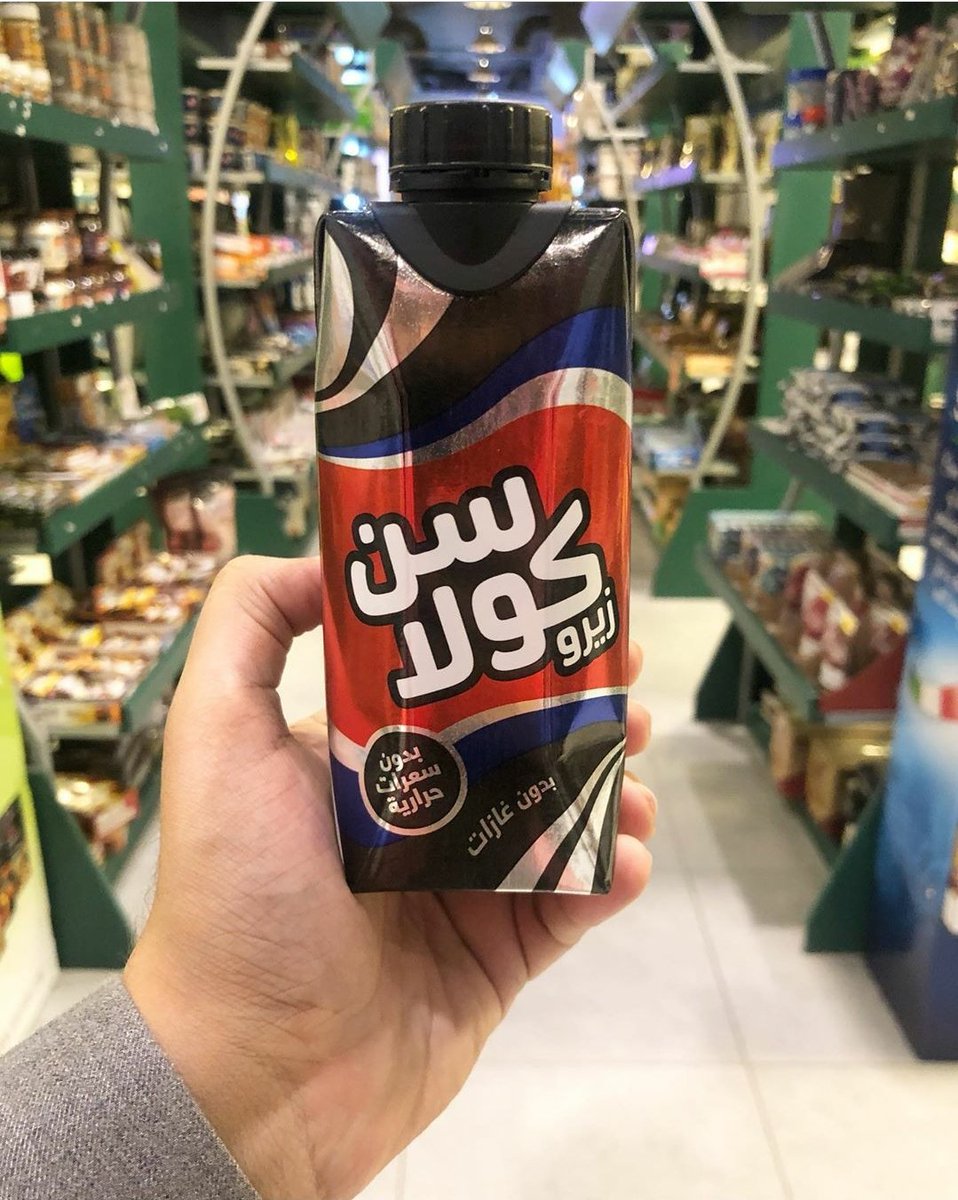 سن
كولا
زيرو
بدون
سعرات
حرارية
بدون غازات